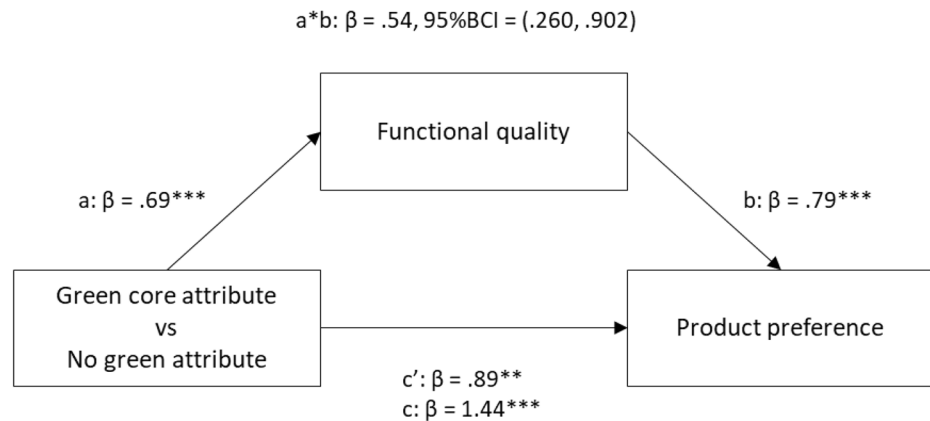 a*b: β = .54, 95%BCI = (.260, .902)
Functional quality
a: β = .69***
b: β = .79***
Green core attribute
vs
No green attribute
Product preference
c’: β = .89**
c: β = 1.44***